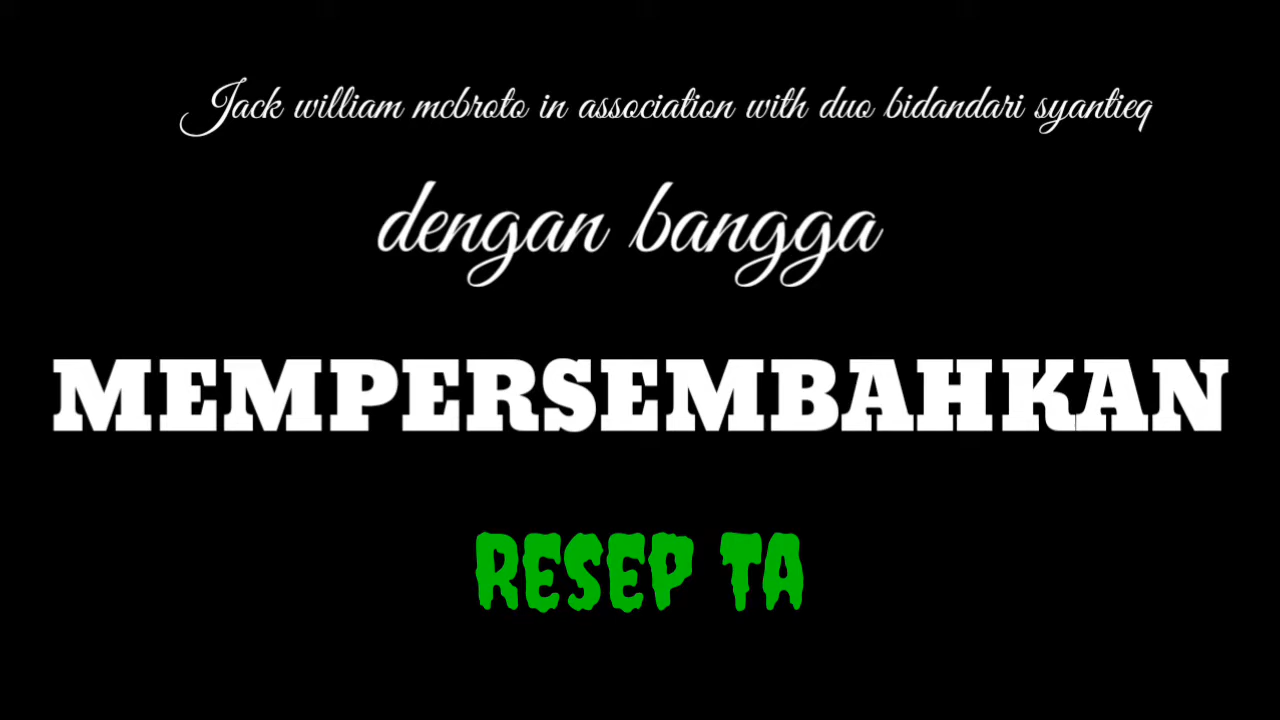 Jack william mcbroto in association with duo bidandari syantieq
dengan bangga
MEMPERSEMBAHKAN
RESEP TA